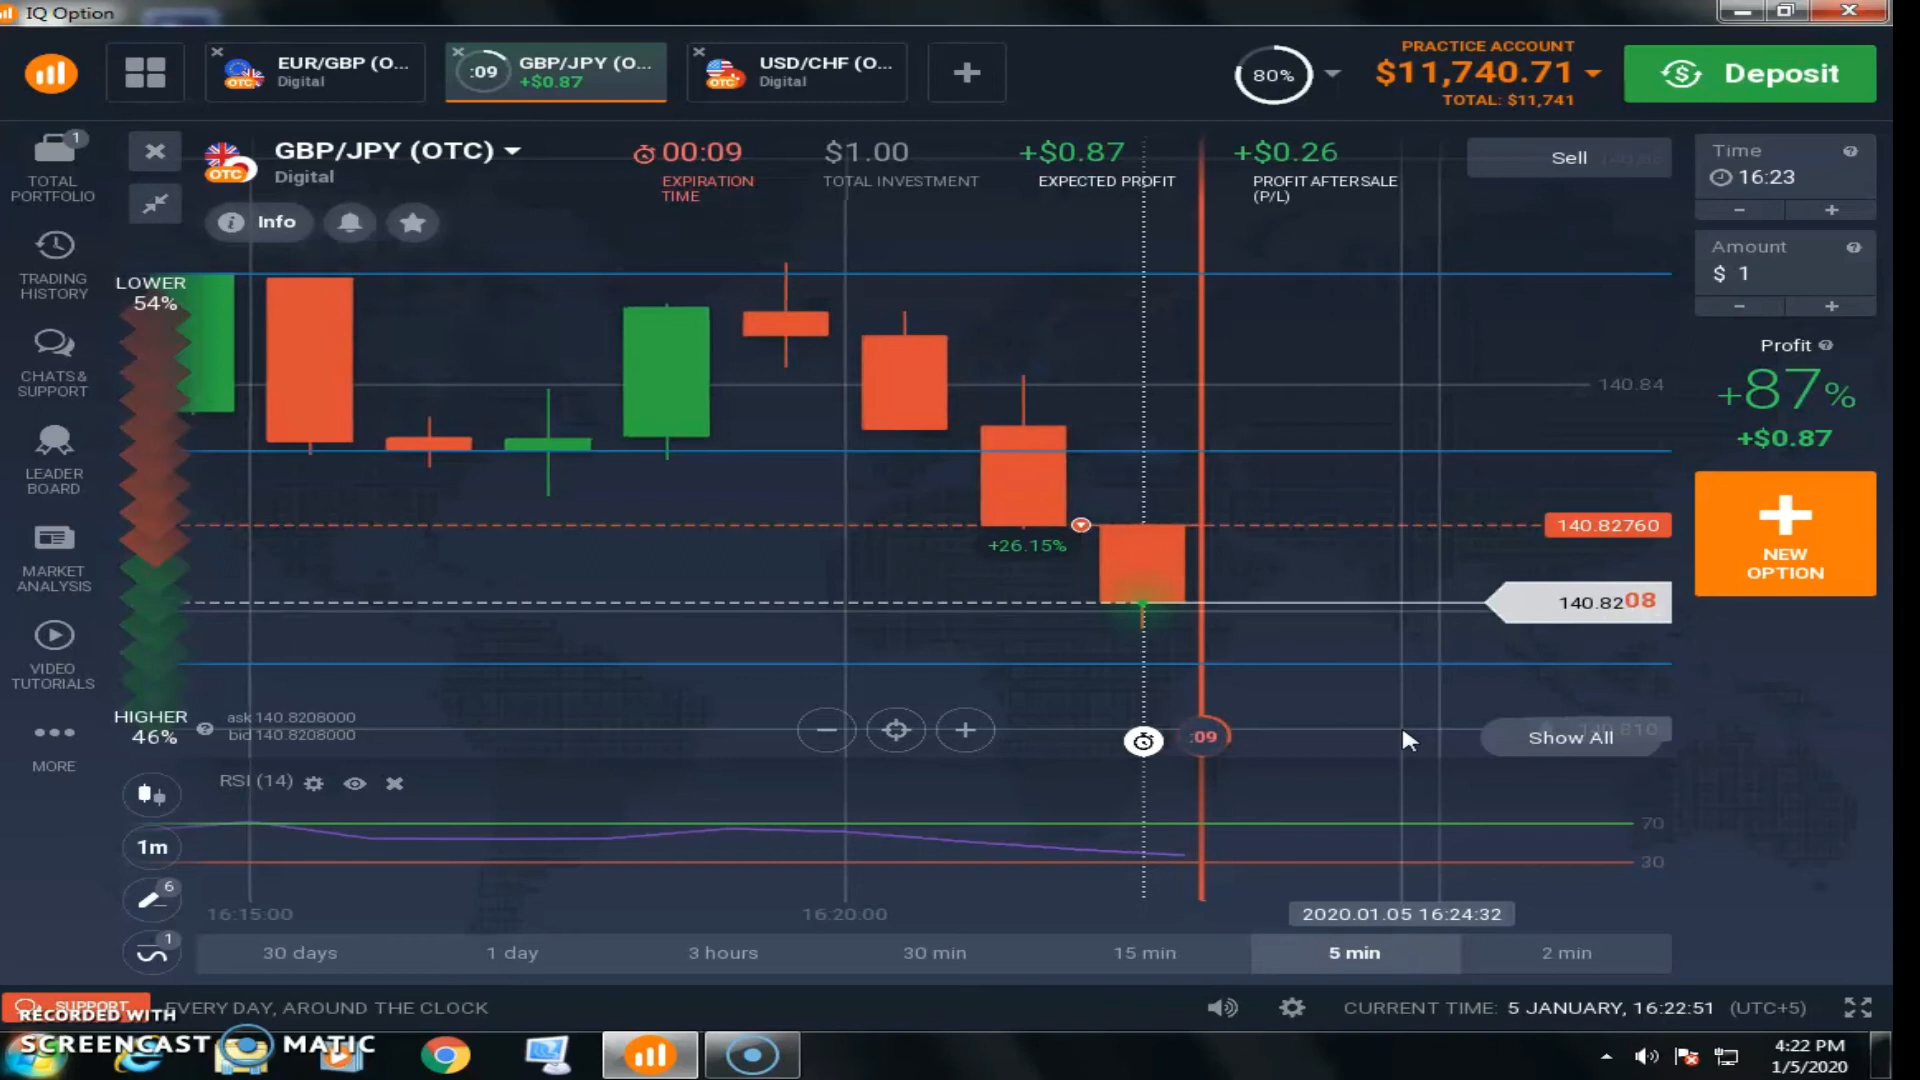 IQ Option
EUR/GBP (O...
Digital
:09
GBP/JPY (O...
+$0.87
USD/CHF (O...
Digital
OTC
80%
PRACTICE ACCOUNT
$11,740.71
TOTAL: $11,741
Deposit
1
TOTAL
PORTFOLIO
TRADING
HISTORY
CHATS &
SUPPORT
LEADER
BOARD
MARKET
ANALYSIS
VIDEO
TUTORIALS
MORE
OTC
GBP/JPY (OTC)
Digital
Info
00:09
EXPIRATION
TIME
$1.00
TOTAL INVESTMENT
+$0.87
EXPECTED PROFIT
+$0.26
PROFIT AFTER SALE
(P/L)
Sell
Time
16:23
Amount
$ 1
Profit
+87%
+$0.87
NEW
OPTION
LOWER
54%
140.84
140.82760
+26.15%
140.8208
HIGHER
46%
ask 140.8208000
bid 140.8208000
:09
Show All
RSI (14)
70
30
1m
6
1
16:15:00
16:20:00
2020.01.05 16:24:32
30 days
1 day
3 hours
30 min
15 min
5 min
2 min
SUPPORT
EVERY DAY, AROUND THE CLOCK
CURRENT TIME: 5 JANUARY, 16:22:51 (UTC+5)
RECORDED WITH
SCREENCAST MATIC
4:22 PM
1/5/2020